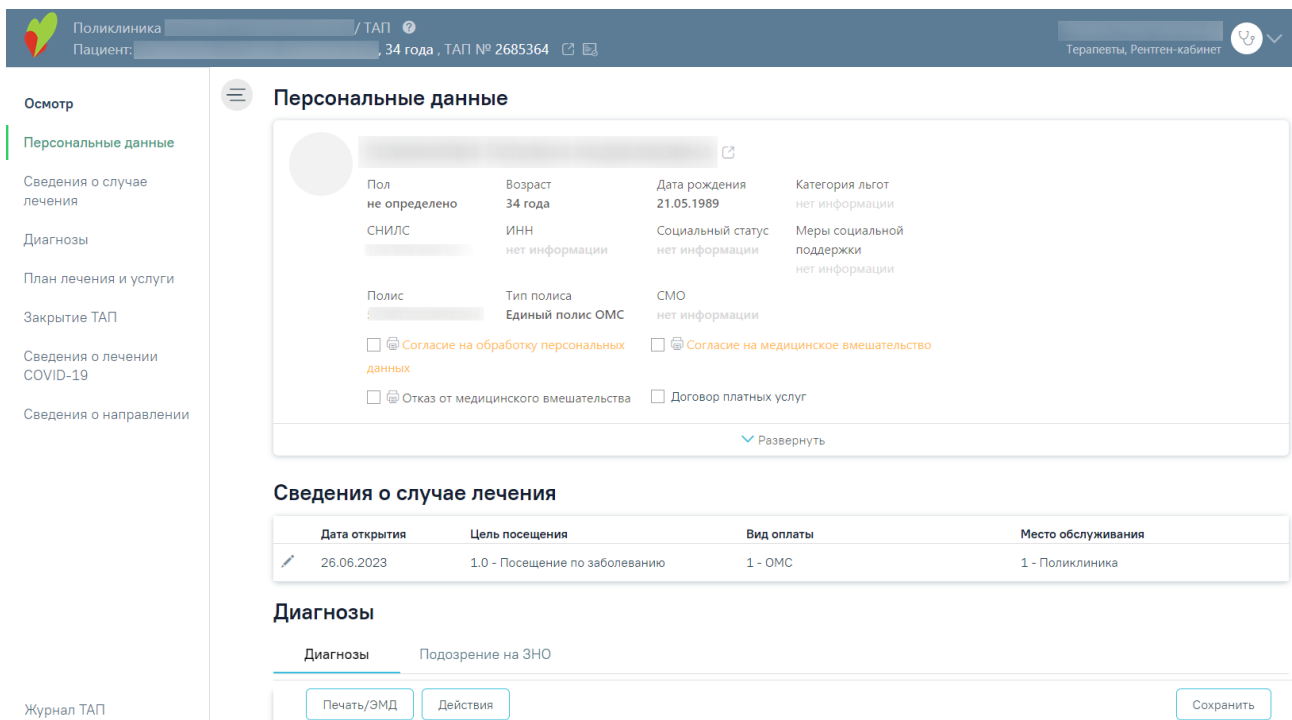 Поликлиника / ТАП ?
Пациент: , 34 года , ТАП № 2685364
Терапевты, Рентген-кабинет
Осмотр
Персональные данные
Сведения о случае
лечения
Диагнозы
План лечения и услуги
Закрытие ТАП
Сведения о лечении
COVID-19
Сведения о направлении
Журнал ТАП
Персональные данные
Пол Возраст Дата рождения Категория льгот
не определено 34 года 21.05.1989 нет информации
СНИЛС ИНН Социальный статус Меры социальной
нет информации нет информации поддержки
нет информации
Полис Тип полиса СМО
Единый полис ОМС нет информации
Согласие на обработку персональных Согласие на медицинское вмешательство
данных
Отказ от медицинского вмешательства Договор платных услуг
Развернуть
Сведения о случае лечения
Дата открытия Цель посещения Вид оплаты Место обслуживания
26.06.2023 1.0 - Посещение по заболеванию 1 - ОМС 1 - Поликлиника
Диагнозы
Диагнозы Подозрение на ЗНО
Печать/ЭМД Действия Сохранить